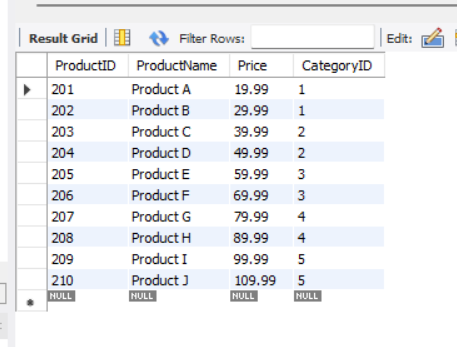 Result Grid Filter Rows: Edit:
ProductID ProductName Price CategoryID
201 Product A 19.99 1
202 Product B 29.99 1
203 Product C 39.99 2
204 Product D 49.99 2
205 Product E 59.99 3
206 Product F 69.99 3
207 Product G 79.99 4
208 Product H 89.99 4
209 Product I 99.99 5
210 Product J 109.99 5
NULL NULL NULL NULL